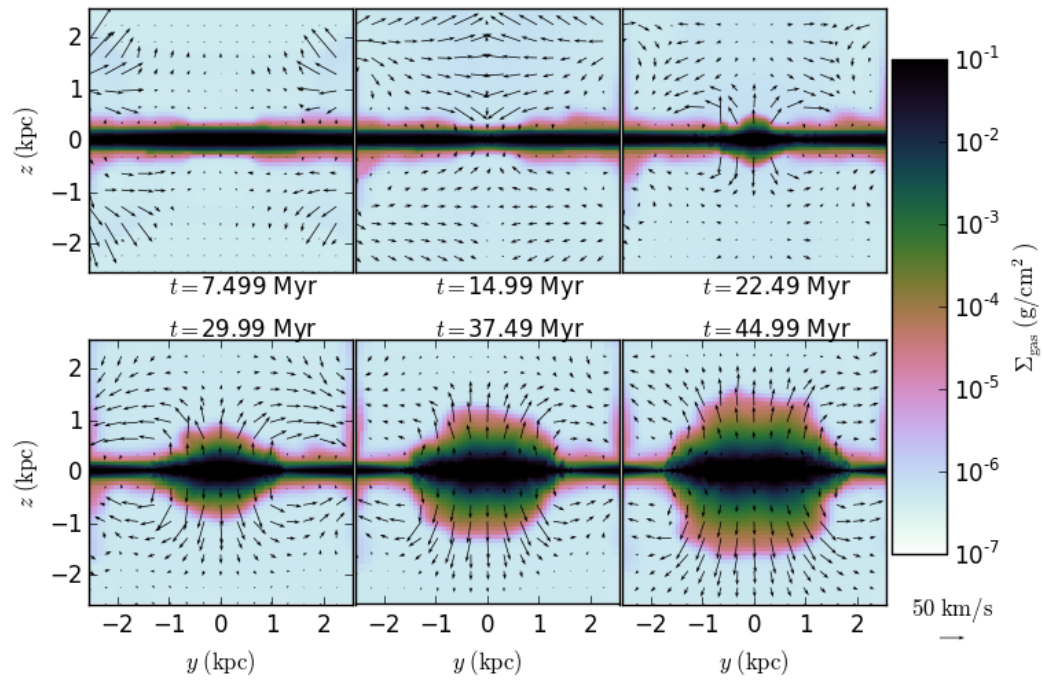 2
1
0
−1
−2
z (kpc)
t = 7.499 Myr
t = 14.99 Myr
t = 22.49 Myr
t = 29.99 Myr
t = 37.49 Myr
t = 44.99 Myr
2
1
0
−1
−2
z (kpc)
−2 −1 0 1 2
−2 −1 0 1 2
−2 −1 0 1 2
y (kpc)
y (kpc)
y (kpc)
10⁻¹
10⁻²
10⁻³
10⁻⁴
10⁻⁵
10⁻⁶
10⁻⁷
Σgas (g/cm²)
50 km/s